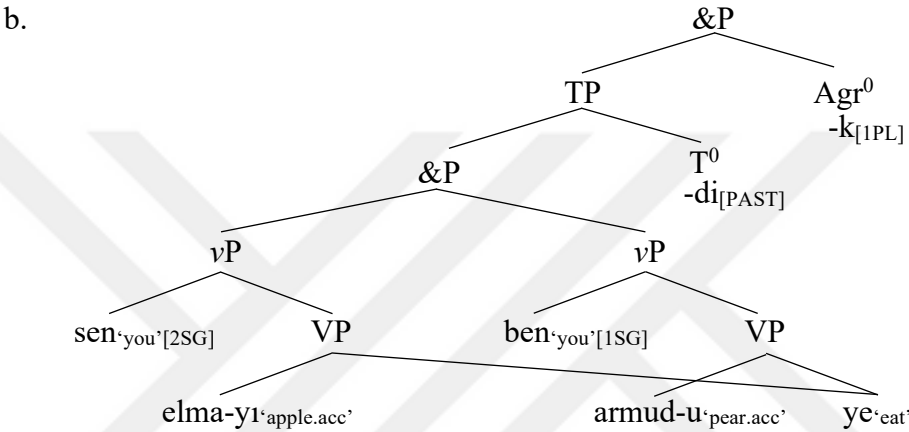 b.
&P
TP Agr⁰
-k[1PL]
&P T⁰
-di[PAST]
vP vP
sen‘you’[2SG] VP ben‘you’[1SG] VP
elma-yı‘apple.acc’ armud-u‘pear.acc’ ye‘eat’